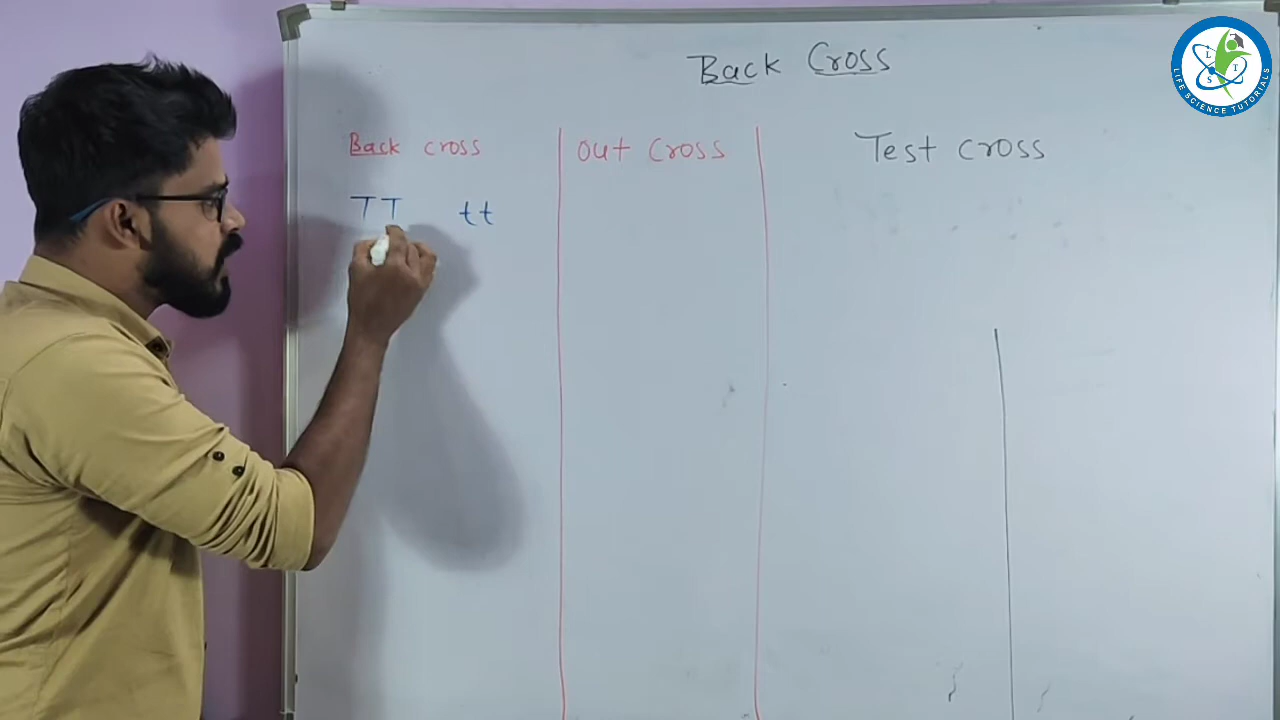 Back Cross
Back cross
out cross
Test cross
TT tt
L T
S I
LIFE SCIENCE TUTORIALS